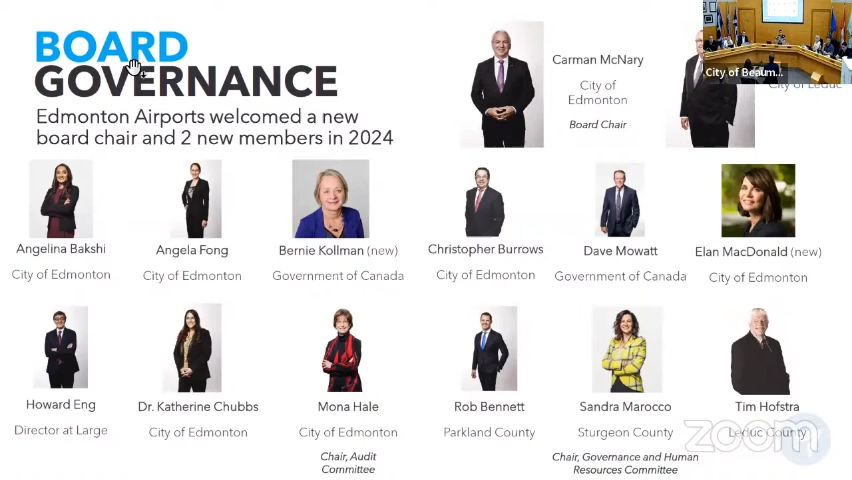 BOARD
GOVERNANCE
Edmonton Airports welcomed a new
board chair and 2 new members in 2024
Carman McNary
City of
Edmonton
Board Chair
City of Beaum...
City of Leduc
Angelina Bakshi
City of Edmonton
Angela Fong
City of Edmonton
Bernie Kollman (new)
Government of Canada
Christopher Burrows
City of Edmonton
Dave Mowatt
Government of Canada
Elan MacDonald (new)
City of Edmonton
Howard Eng
Director at Large
Dr. Katherine Chubbs
City of Edmonton
Mona Hale
City of Edmonton
Chair, Audit
Committee
Rob Bennett
Parkland County
Sandra Marocco
Sturgeon County
Chair, Governance and Human
Resources Committee
Tim Hofstra
Leduc County
zoom